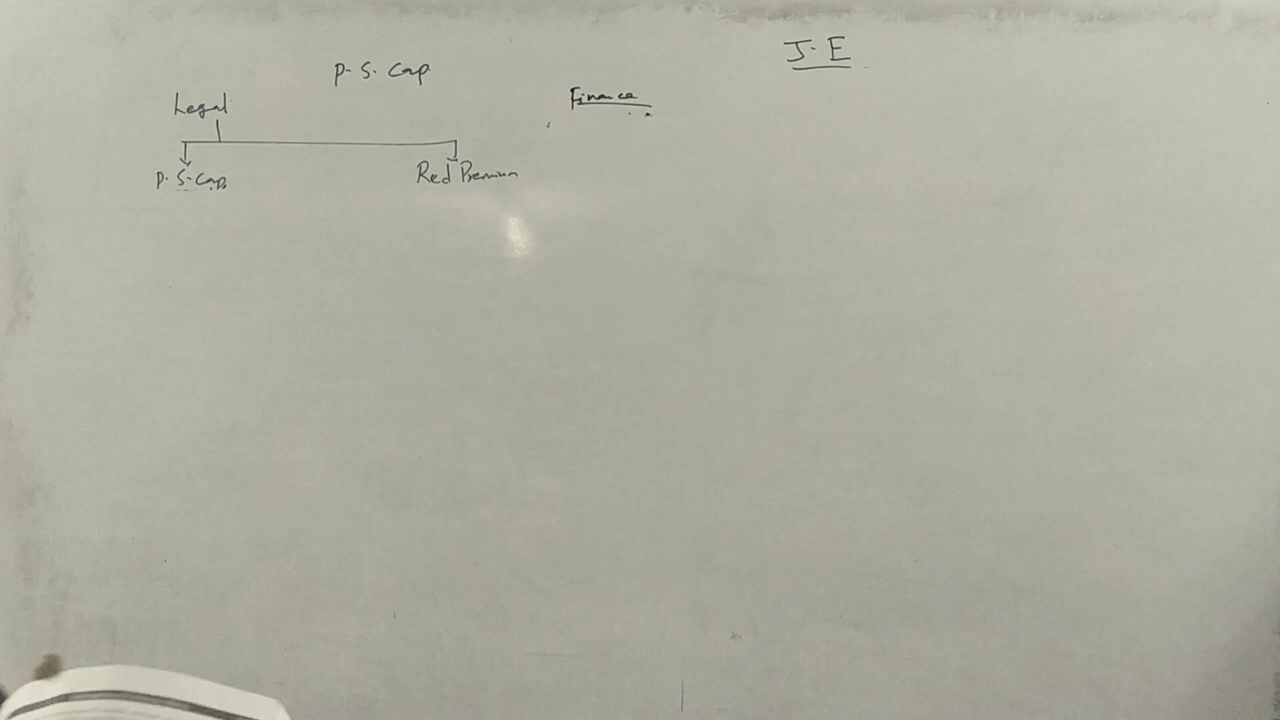 J. E
P. S. Cap
Finance
Legal
P. S. Cap
Red Premium